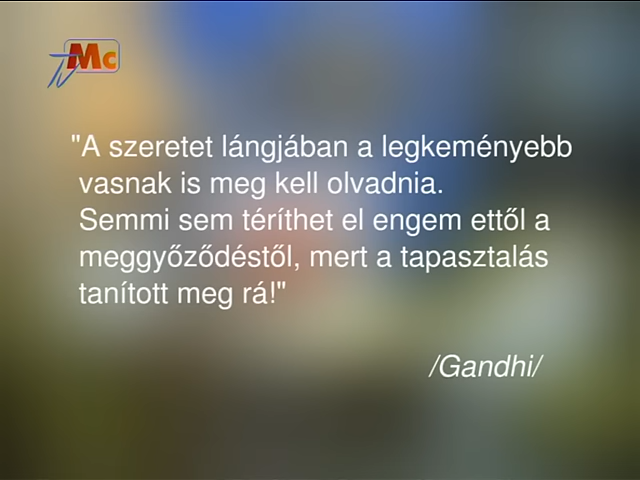 Mc
TV
"A szeretet lángjában a legkeményebb
vasnak is meg kell olvadnia.
Semmi sem téríthet el engem ettől a
meggyőződéstől, mert a tapasztalás
tanított meg rá!"
/Gandhi/